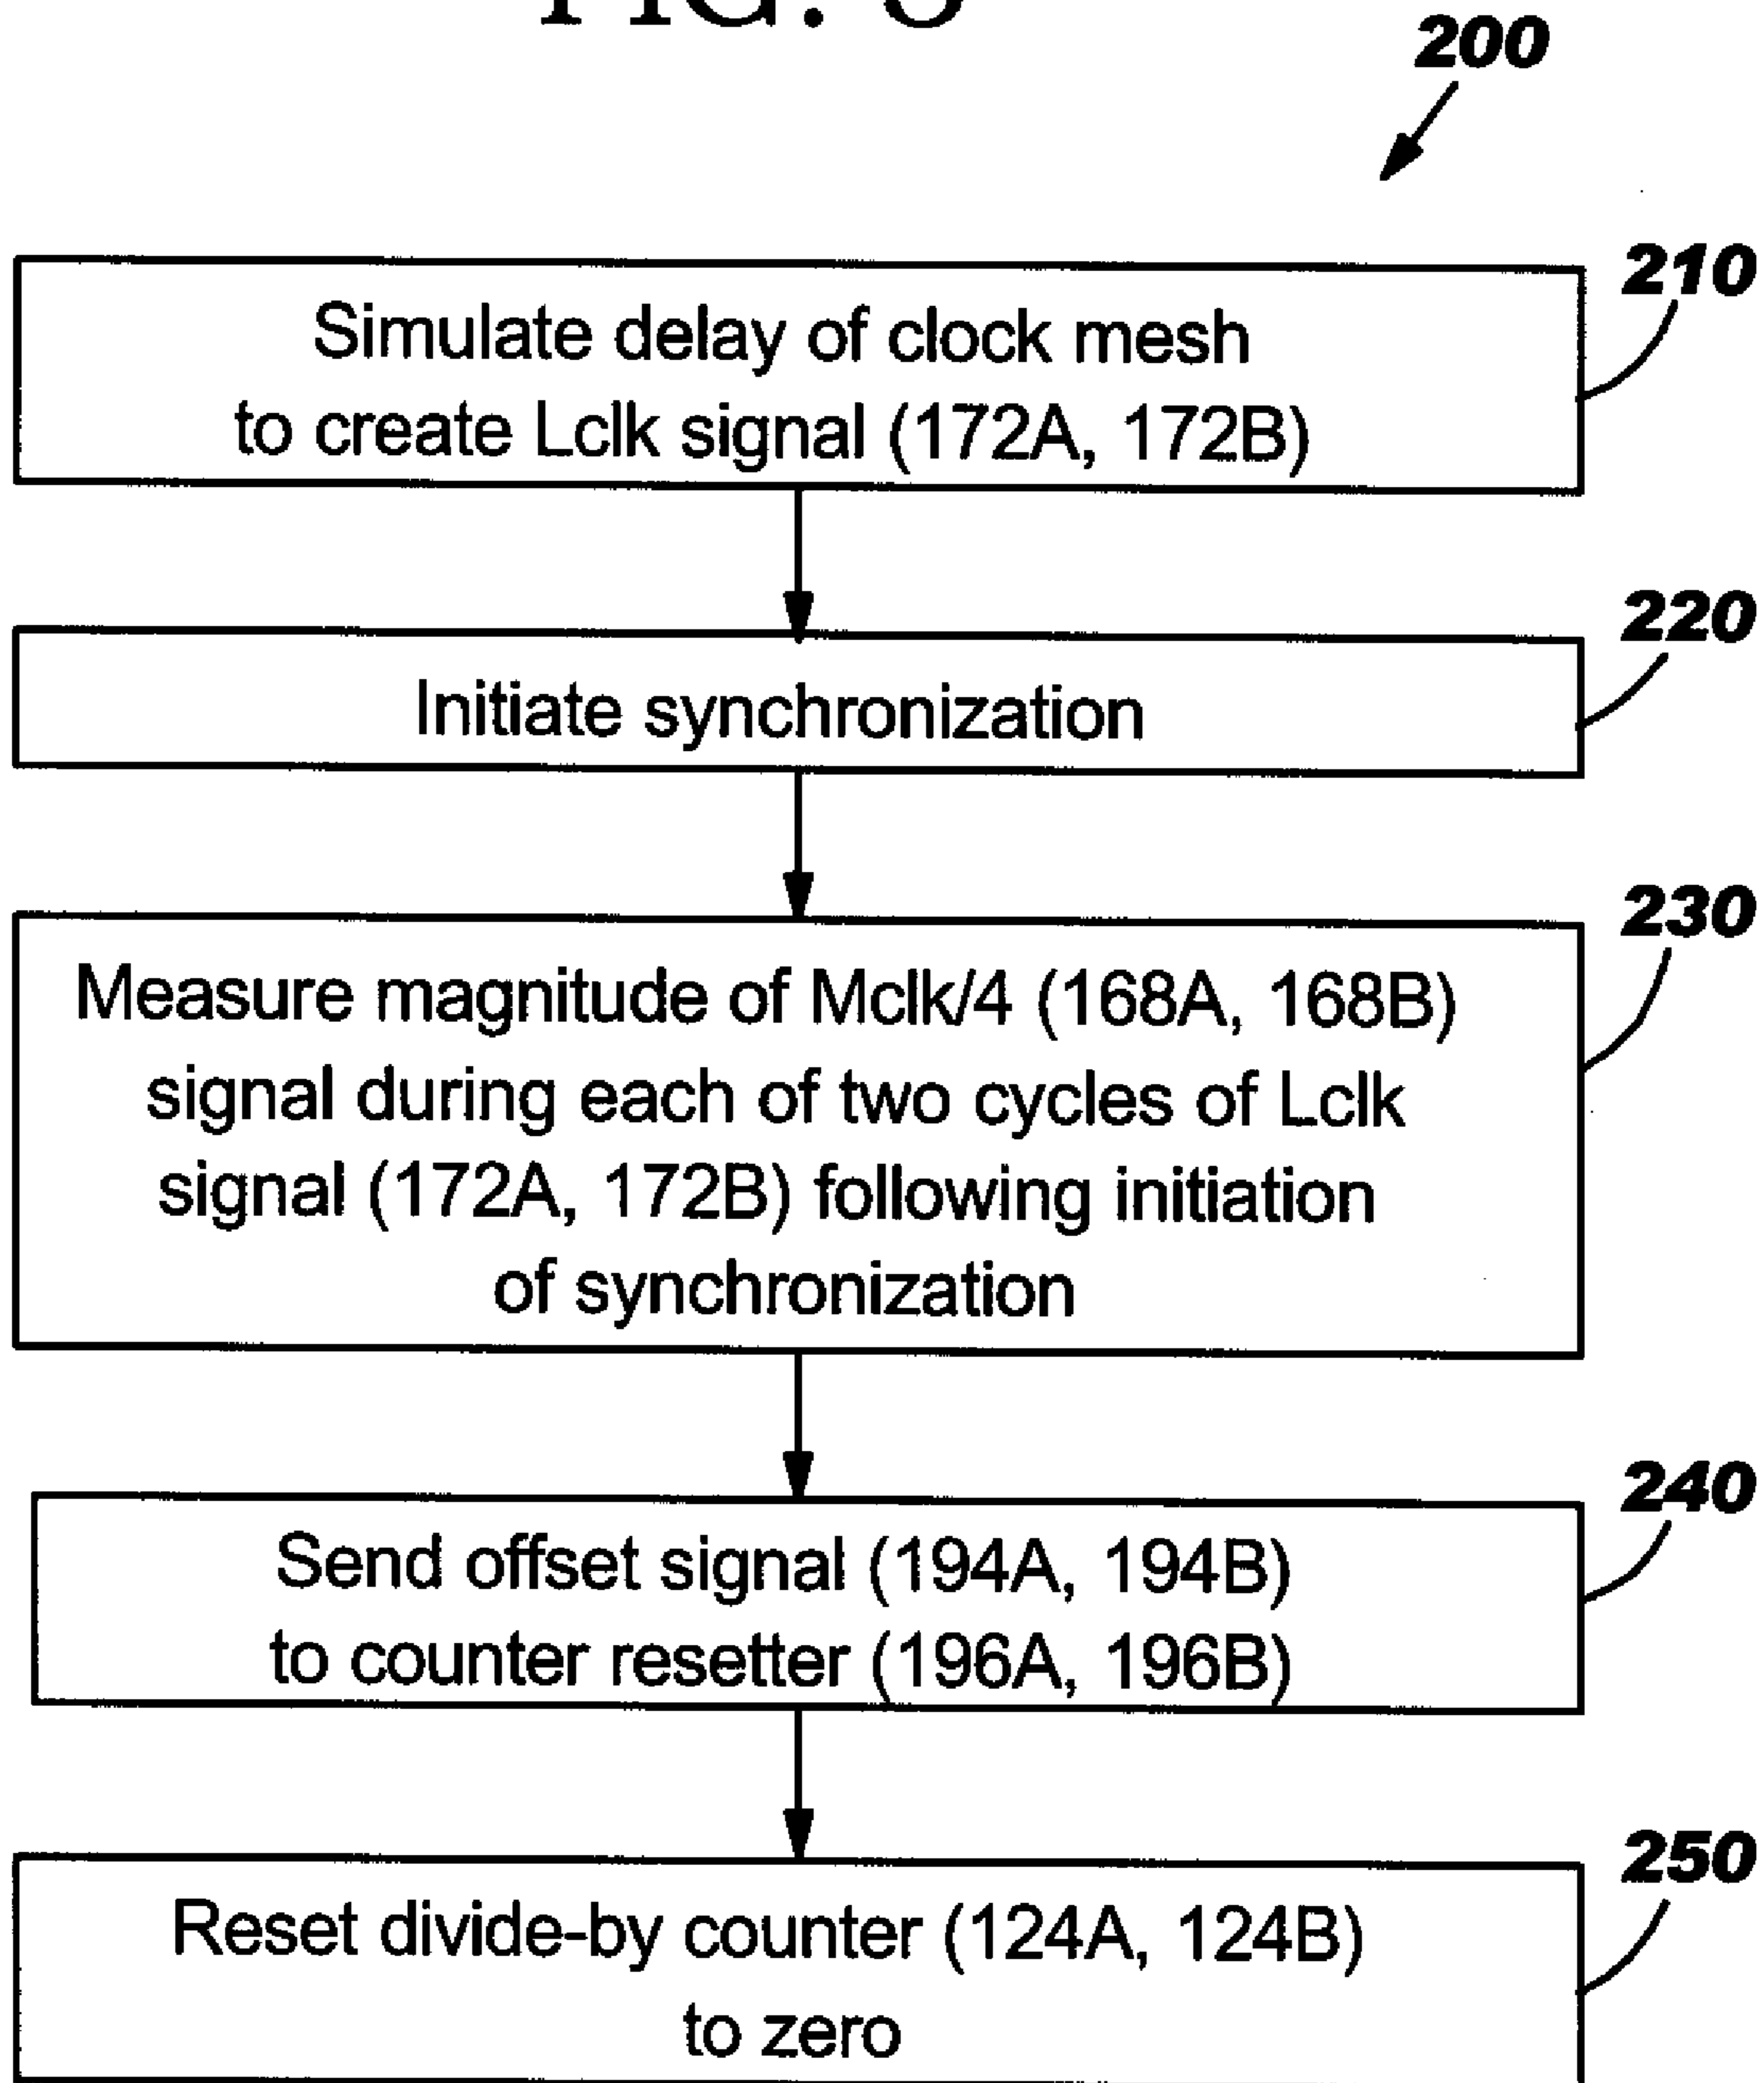 FIG.
200
210
Simulate delay of clock mesh
to create Lclk signal (172A, 172B)
220
Initiate synchronization
230
Measure magnitude of Mclk/4 (168A, 168B)
signal during each of two cycles of Lclk
signal (172A, 172B) following initiation
of synchronization
240
Send offset signal (194A, 194B)
to counter resetter (196A, 196B)
250
Reset divide-by counter (124A, 124B)
to zero